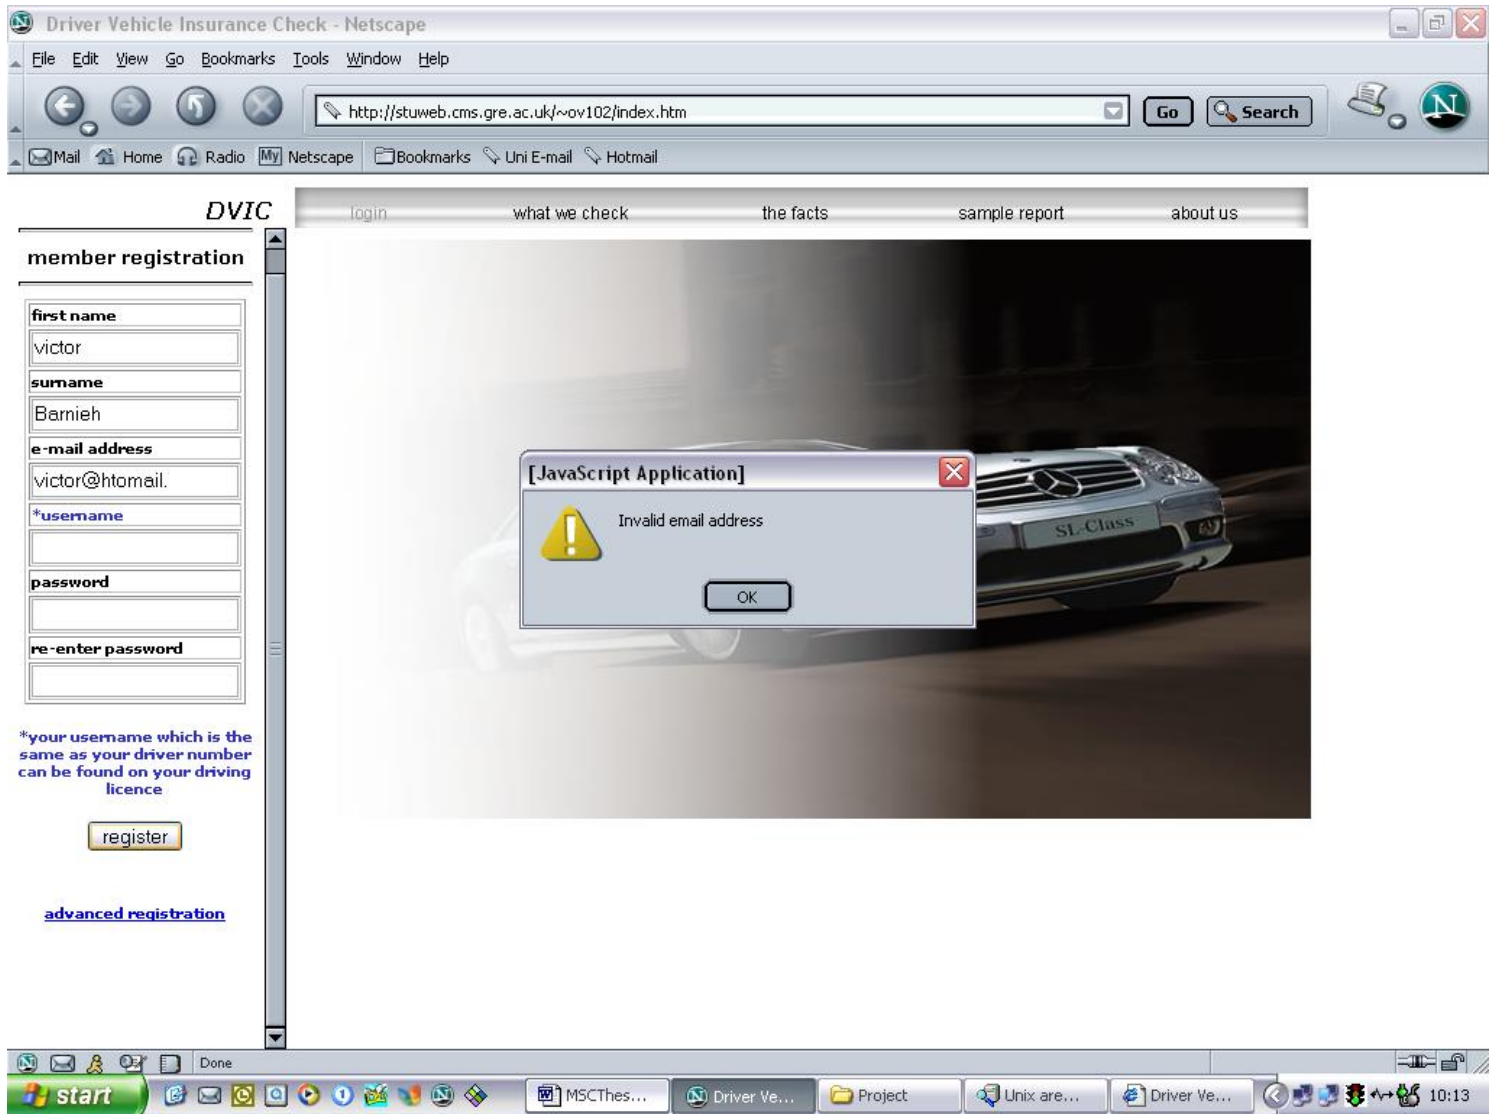 Driver Vehicle Insurance Check - Netscape
File Edit View Go Bookmarks Tools Window Help
http://stuweb.cms.gre.ac.uk/~ov102/index.htm Go Search N
Mail Home Radio My Netscape Bookmarks Uni E-mail Hotmail
DVIC login what we check the facts sample report about us
member registration
first name
victor
surname
Barnieh
e-mail address
victor@htomail.
*username
password
re-enter password
*your username which is the
same as your driver number
can be found on your driving
licence
register
advanced registration
[JavaScript Application]
Invalid email address
OK
SL-Class
Done
start MSCThes... Driver Ve... Project Unix are... Driver Ve... 10:13